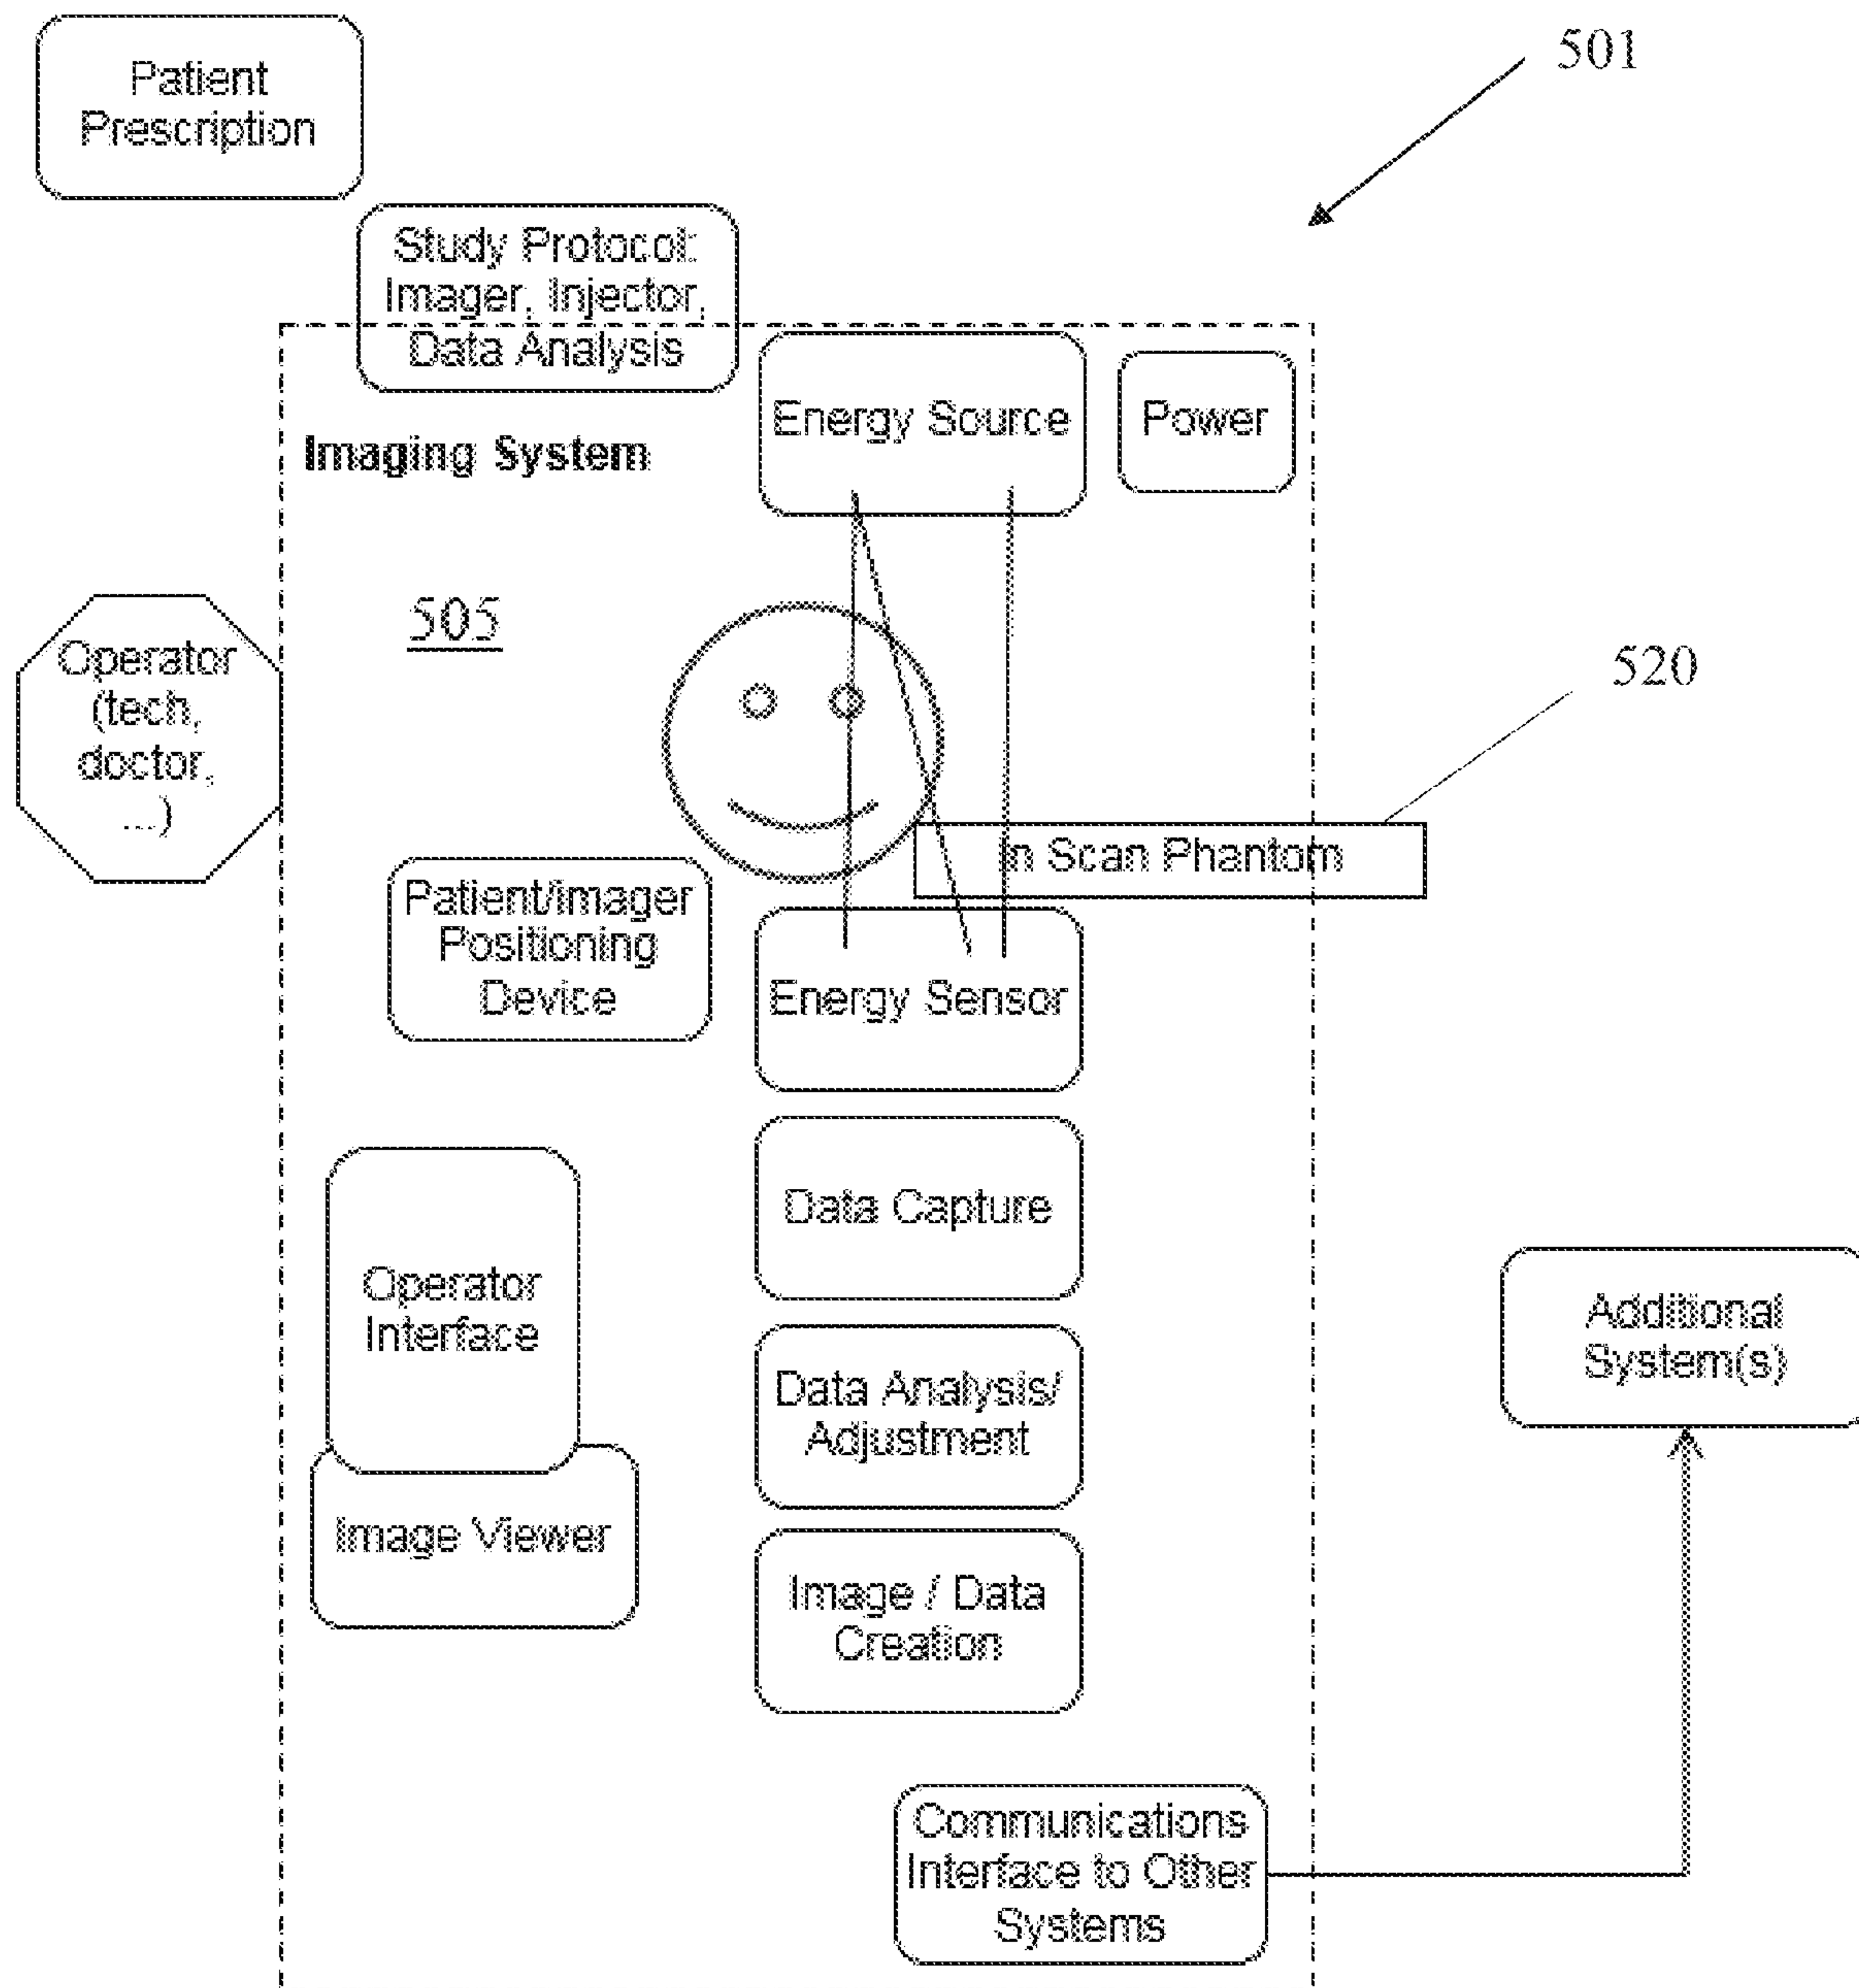 Patient
Prescription
501
Study Protocol:
Imager, Injector,
Data Analysis
Energy Source
Power
Imaging System
505
Operator
(tech,
doctor,
...)
520
In Scan Phantom
Patient/imager
Positioning
Device
Energy Sensor
Data Capture
Operator
Interface
Additional
System(s)
Data Analysis/
Adjustment
Image Viewer
Image / Data
Creation
Communications
Interface to Other
Systems